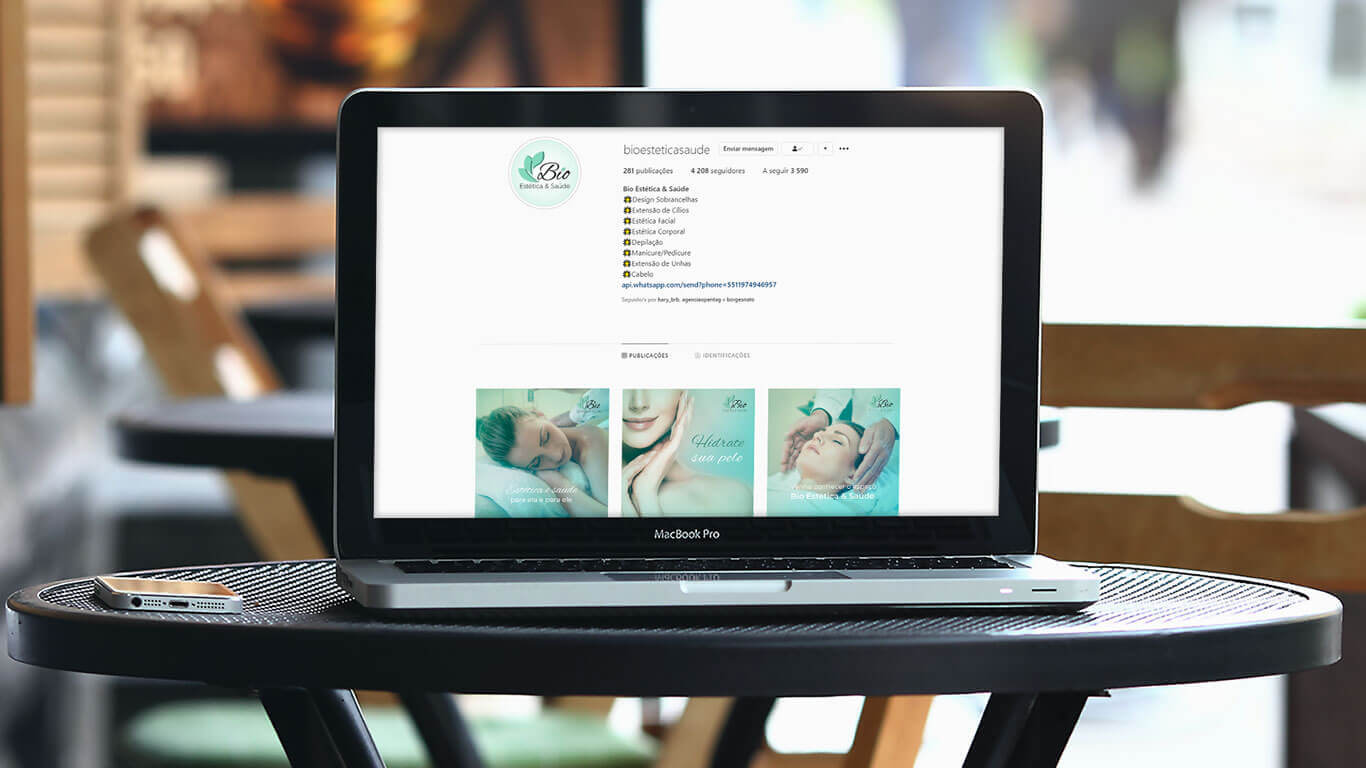 Bio
Estética & Saúde
bioesteticasaude
Enviar mensagem
281 publicações 4 208 seguidores A seguir 3 590
Bio Estética & Saúde
Design Sobrancelhas
Extensão de Cílios
Estética Facial
Estética Corporal
Depilação
Manicure/Pedicure
Extensão de Unhas
Cabelo
api.whatsapp.com/send?phone=5511974946957
Seguido/a por hary_brb, agenciaopentag e borgesneto
PUBLICAÇÕES IDENTIFICAÇÕES
Bio
Estética e saúde
para ela e para ele
Bio
Hidrate
sua pele
Bio
Venha conhecer o espaço
Bio Estética & Saúde
MacBook Pro